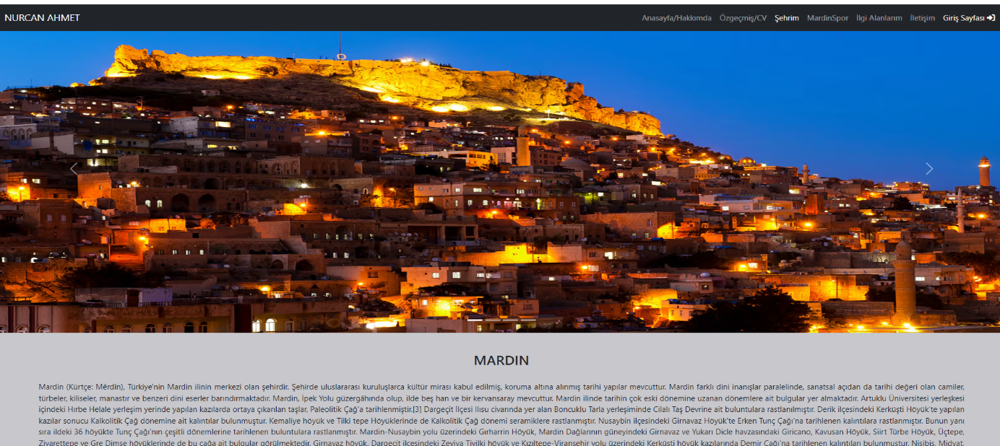 NURCAN AHMET
Anasayfa/Hakkımda Özgeçmiş/CV Şehrim MardinSpor İlgi Alanlarım İletişim Giriş Sayfası
MARDIN
Mardin (Kürtçe: Mêrdîn), Türkiye'nin Mardin ilinin merkezi olan şehirdir. Şehirde uluslararası kuruluşlarca kültür mirası kabul edilmiş, koruma altına alınmış tarihi yapılar mevcuttur. Mardin farklı dini inanışlar paralelinde, sanatsal açıdan da tarihi değeri olan camiler,
türbeler, kiliseler, manastır ve benzeri dini eserler barındırmaktadır. Mardin, İpek Yolu güzergâhında olup, ilde beş han ve bir kervansaray mevcuttur. Mardin ilinde tarihin çok eski dönemine uzanan dönemlere ait bulgular yer almaktadır. Artuklu Üniversitesi yerleşkesi
içindeki Hırbe Helale yerleşim yerinde yapılan kazılarda ortaya çıkarılan taşlar, Paleolitik Çağ'a tarihlenmiştir.[3] Dargeçit İlçesi Ilısu civarında yer alan Boncuklu Tarla yerleşiminde Cilalı Taş Devrine ait buluntulara rastlanılmıştır. Derik ilçesindeki Kerküşti Höyük'te yapılan
kazılar sonucu Kalkolitik Çağ dönemine ait kalıntılar bulunmuştur. Kemaliye höyük ve Tilki tepe Höyüklerinde de Kalkolitik Çağ dönemi seramiklere rastlanmıştır. Nusaybin ilçesindeki Girnavaz Höyük'te Erken Tunç Çağı'na tarihlenen kalıntılara rastlanmıştır. Bunun yanı
sıra ildeki 36 höyükte Tunç Çağı'nın çeşitli dönemlerine tarihlenen buluntulara rastlanmıştır. Mardin-Nusaybin yolu üzerindeki Gırharrin Höyük, Mardin Dağlarının güneyindeki Girnavaz ve Yukarı Dicle havzasındaki Giricano, Kavusan Höyük, Siirt Türbe Höyük, Üçtepe,
Ziyarettepe ve Gre Dimse höyüklerinde de bu çağa ait bulgular görülmektedir. Girnavaz höyük, Dargeçit ilçesindeki Zeviya Tivilki höyük ve Kızıltepe-Viranşehir yolu üzerindeki Kerküsti höyük kazılarında Demir Çağı'na tarihlenen kalıntıları bulunmuştur. Nisibis, Midyat,